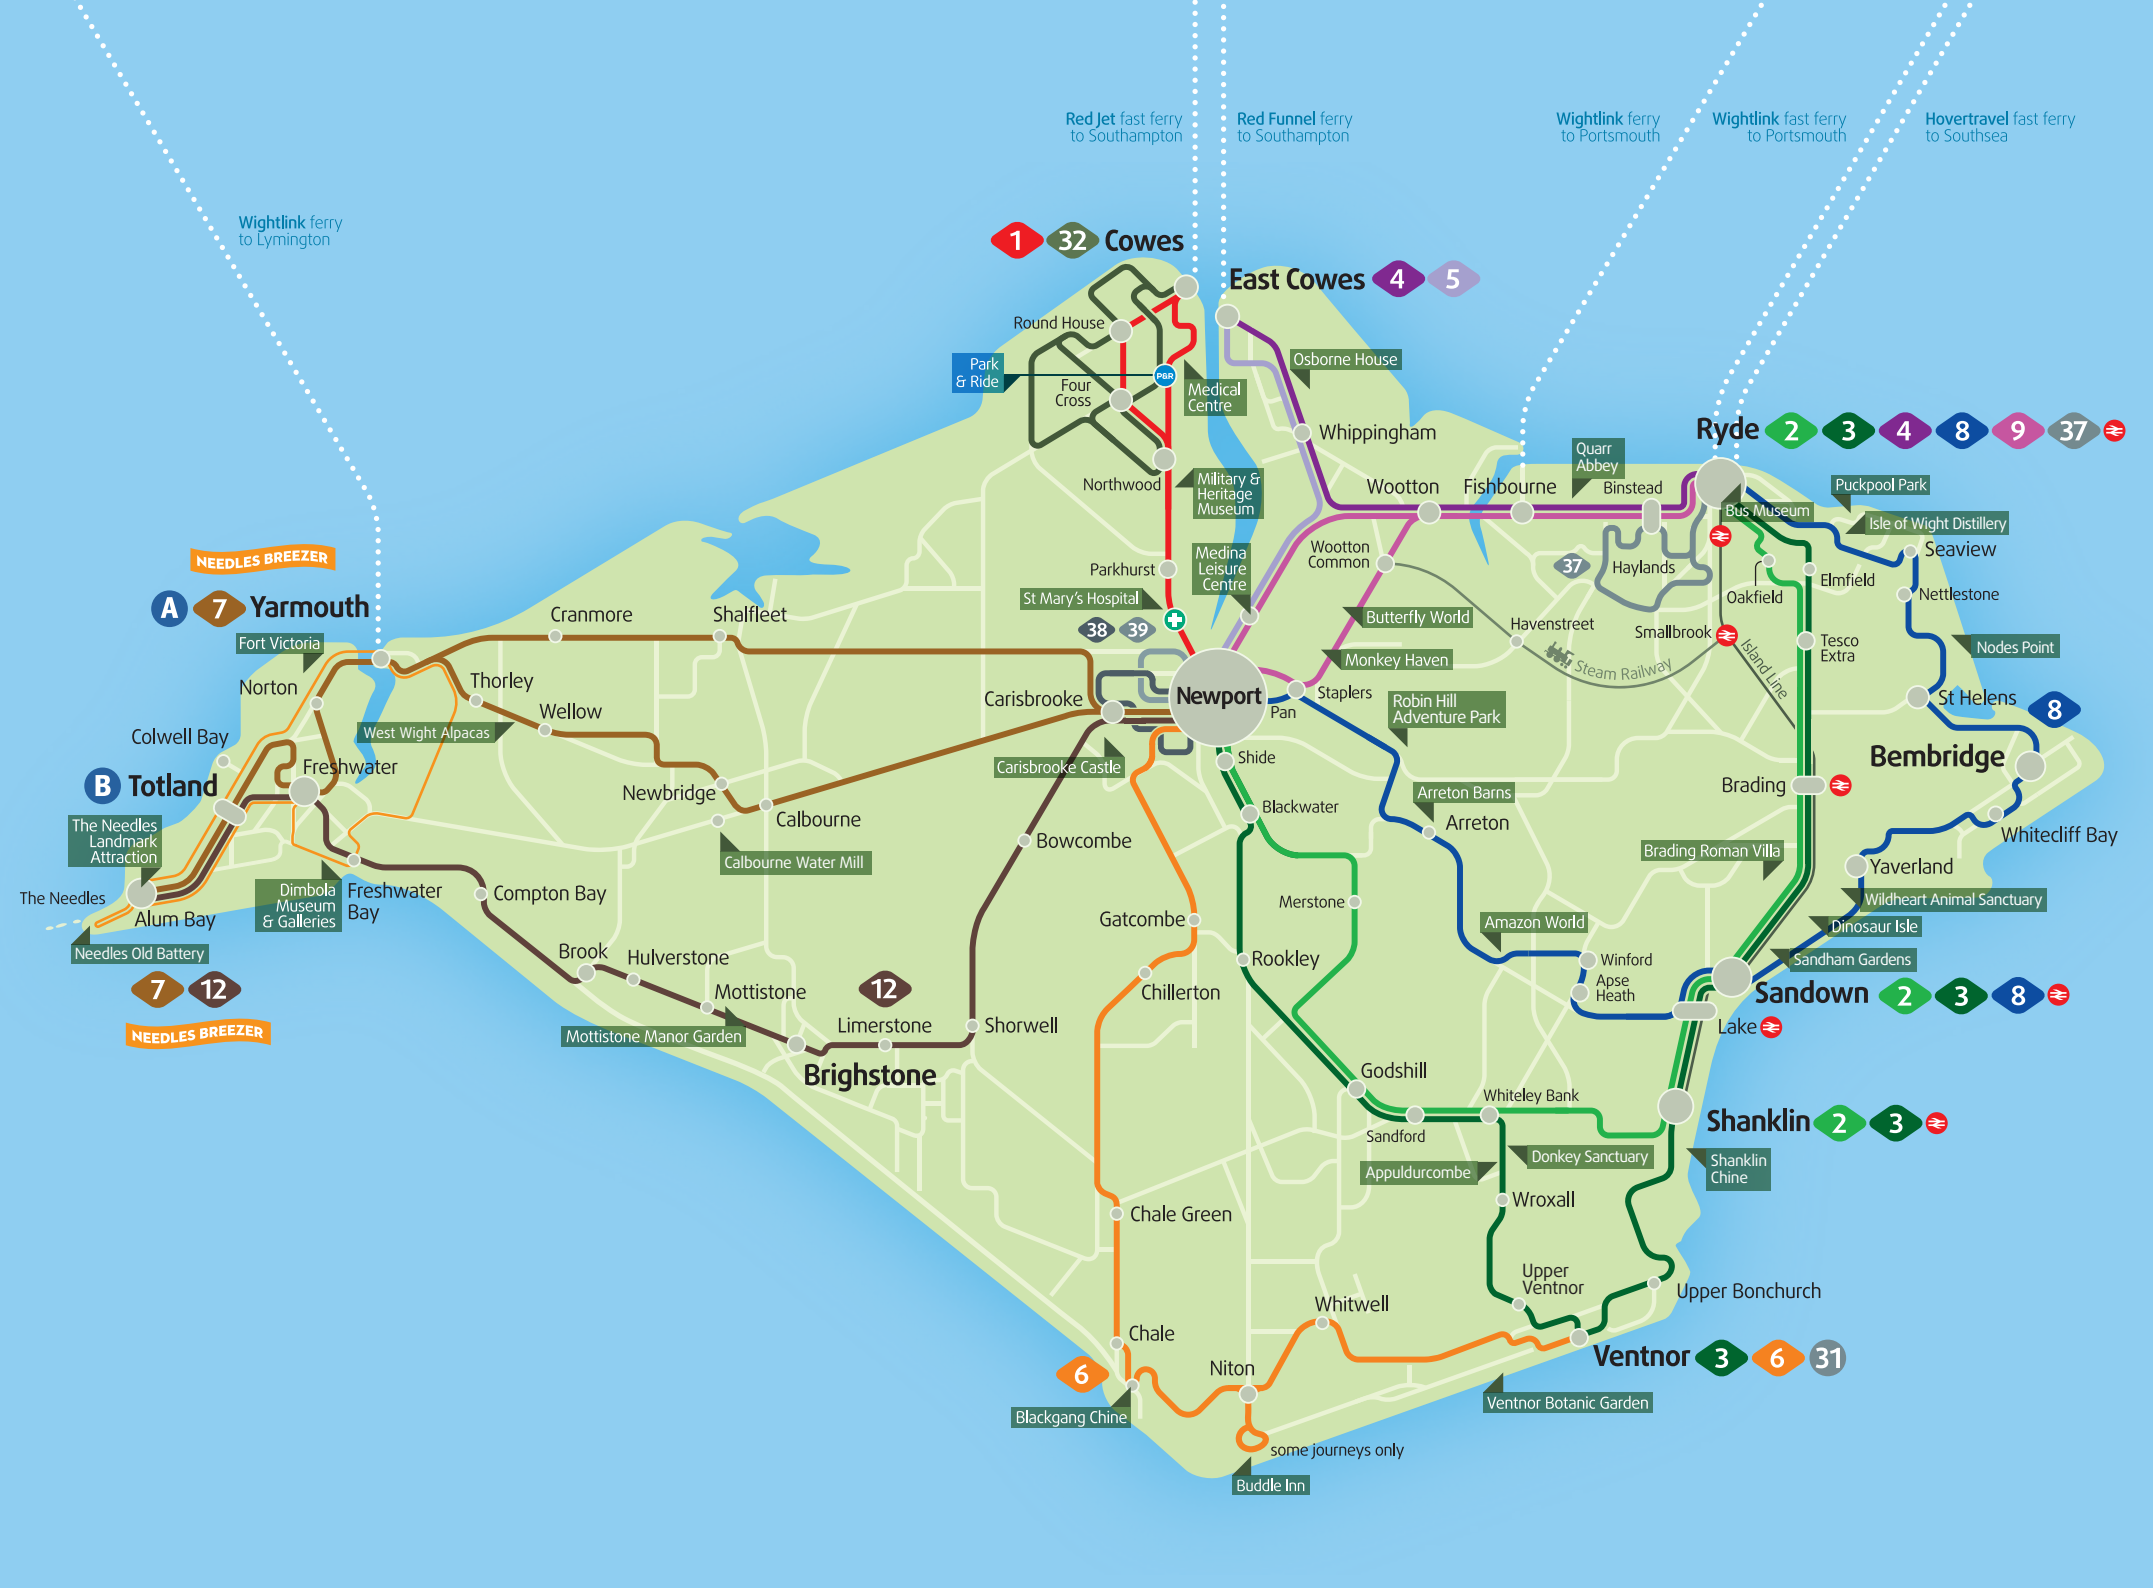 Red Jet fast ferry
to Southampton
Red Funnel ferry
to Southampton
Wightlink ferry
to Portsmouth
Wightlink fast ferry
to Portsmouth
Hovertravel fast ferry
to Southsea
Wightlink ferry
to Lymington
1 32 Cowes
East Cowes 4 5
Round House
Park
& Ride
P&R
Four
Cross
Medical
Centre
Osborne House
Whippingham
Ryde 2 3 4 8 9 37
Quarr
Abbey
Northwood
Military &
Heritage
Museum
Wootton
Fishbourne
Binstead
Puckpool Park
Bus Museum
Isle of Wight Distillery
Seaview
NEEDLES BREEZER
A 7 Yarmouth
Fort Victoria
Cranmore
Shalfleet
Parkhurst
St Mary's Hospital
38 39
Medina
Leisure
Centre
Wootton
Common
37
Haylands
Oakfield
Elmfield
Nettlestone
Butterfly World
Havenstreet
Smallbrook
Tesco
Extra
Nodes Point
Monkey Haven
Steam Railway
Island Line
Norton
Thorley
Wellow
West Wight Alpacas
Carisbrooke
Newport
Staplers
Pan
Robin Hill
Adventure Park
St Helens
8
Colwell Bay
Freshwater
B Totland
Newbridge
Calbourne
Calbourne Water Mill
Carisbrooke Castle
Shide
Blackwater
Arreton Barns
Arreton
Brading
Bembridge
Whitecliff Bay
The Needles
Landmark
Attraction
The Needles
Alum Bay
Needles Old Battery
7 12
NEEDLES BREEZER
Dimbola
Museum
& Galleries
Freshwater
Bay
Compton Bay
Bowcombe
Brading Roman Villa
Yaverland
Wildheart Animal Sanctuary
Dinosaur Isle
Sandham Gardens
Merstone
Gatcombe
Amazon World
Brook
Hulverstone
Mottistone
Mottistone Manor Garden
12
Limerstone
Brighstone
Shorwell
Chillerton
Rookley
Winford
Apse
Heath
Sandown 2 3 8
Lake
Godshill
Sandford
Whiteley Bank
Shanklin 2 3
Appuldurcombe
Donkey Sanctuary
Shanklin
Chine
Wroxall
Chale Green
Upper
Ventnor
Upper Bonchurch
Whitwell
Chale
6
Niton
Ventnor 3 6 31
Blackgang Chine
Ventnor Botanic Garden
some journeys only
Buddle Inn